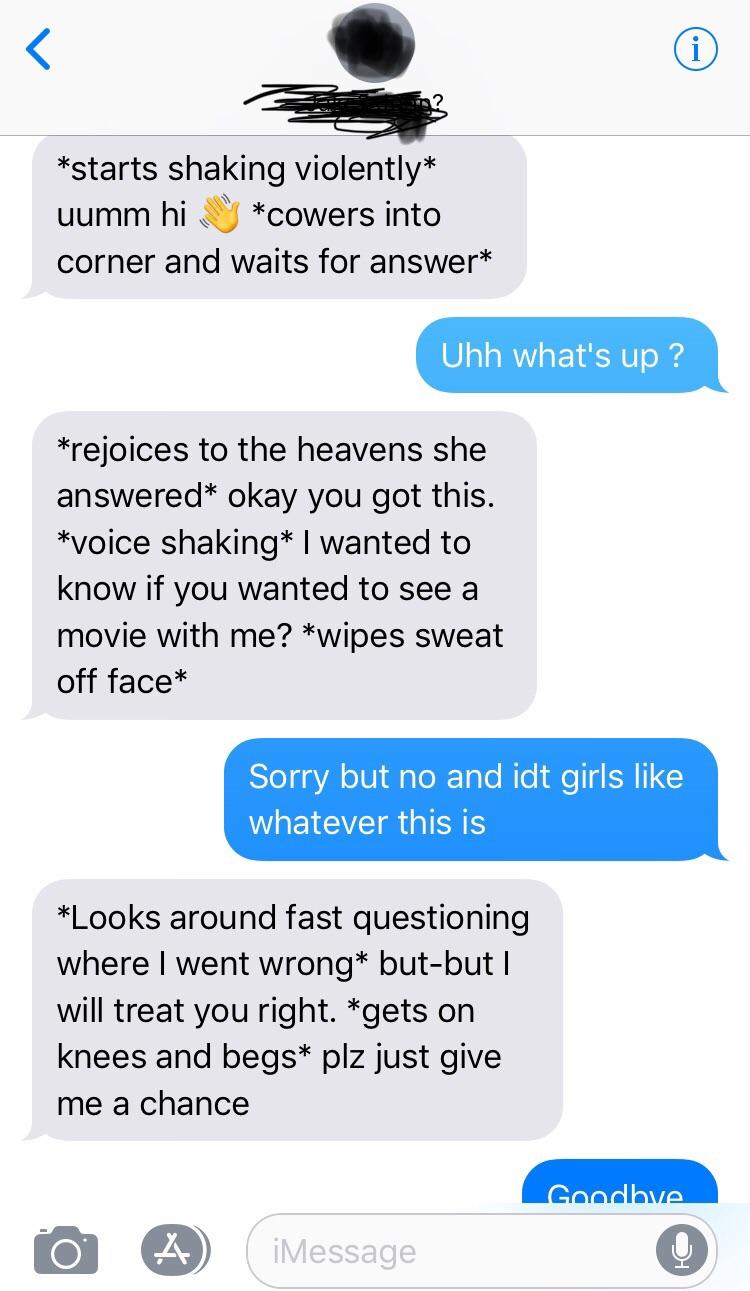 *starts shaking violently*
uumm hi 👋 *cowers into
corner and waits for answer*
Uhh what's up ?
*rejoices to the heavens she
answered* okay you got this.
*voice shaking* I wanted to
know if you wanted to see a
movie with me? *wipes sweat
off face*
Sorry but no and idt girls like
whatever this is
*Looks around fast questioning
where I went wrong* but-but I
will treat you right. *gets on
knees and begs* plz just give
me a chance
Goodbye
iMessage